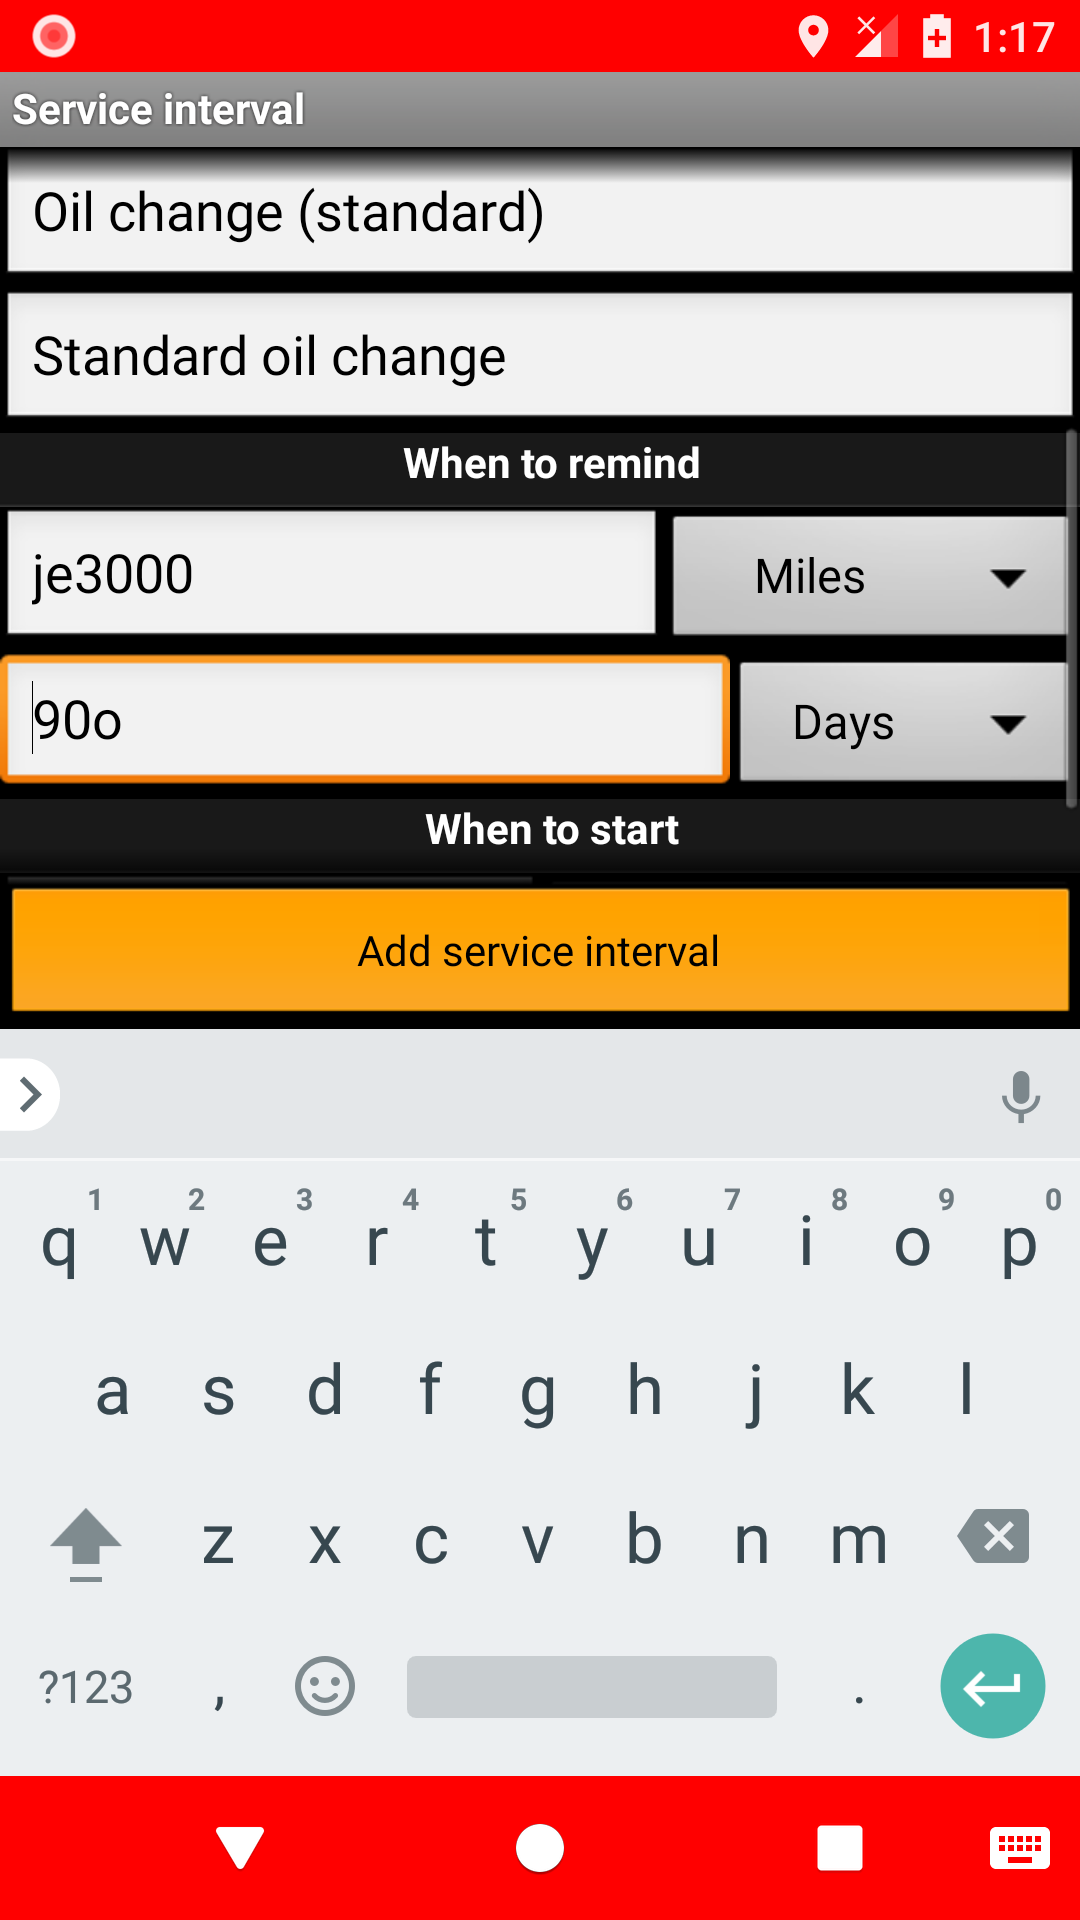 1:17
Service interval
Oil change (standard)
Standard oil change
When to remind
je3000 Miles
90o Days
When to start
Add service interval
1 2 3 4 5 6 7 8 9 0
q w e r t y u i o p
a s d f g h j k l
z x c v b n m
?123 , .